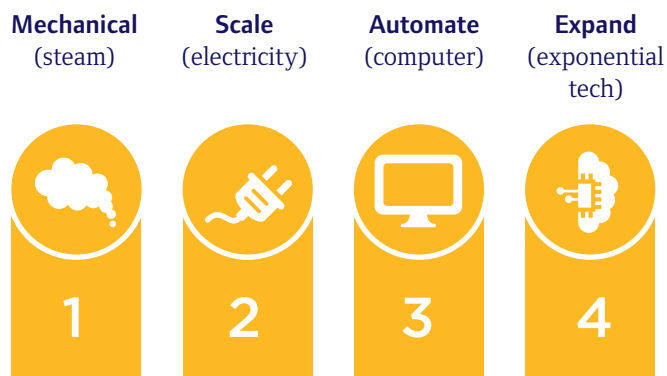 Mechanical
(steam)
Scale
(electricity)
Automate
(computer)
Expand
(exponential
tech)
1
2
3
4